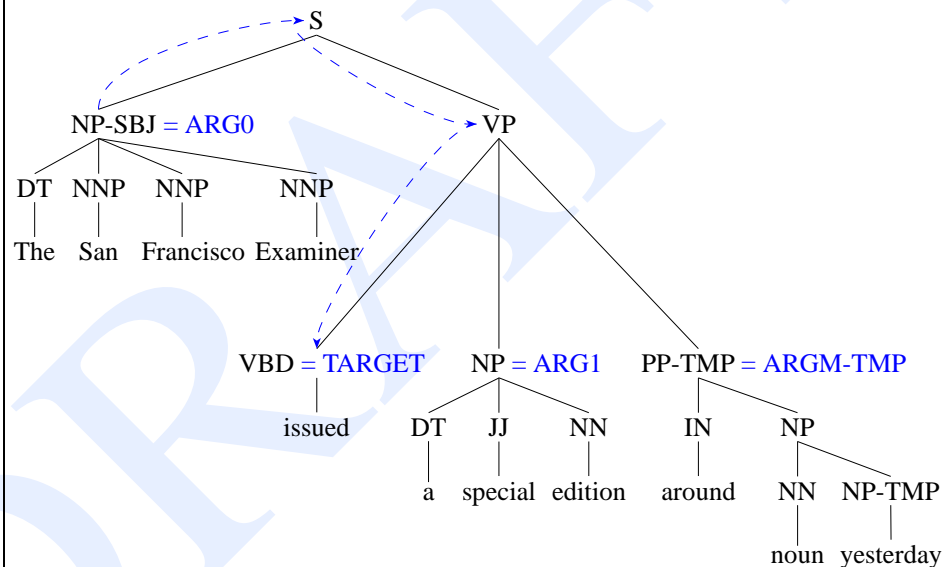 S
NP-SBJ = ARG0 VP
DT NNP NNP NNP
The San Francisco Examiner
VBD = TARGET NP = ARG1 PP-TMP = ARGM-TMP
issued DT JJ NN IN NP
a special edition around NN NP-TMP
noun yesterday
DRAFT